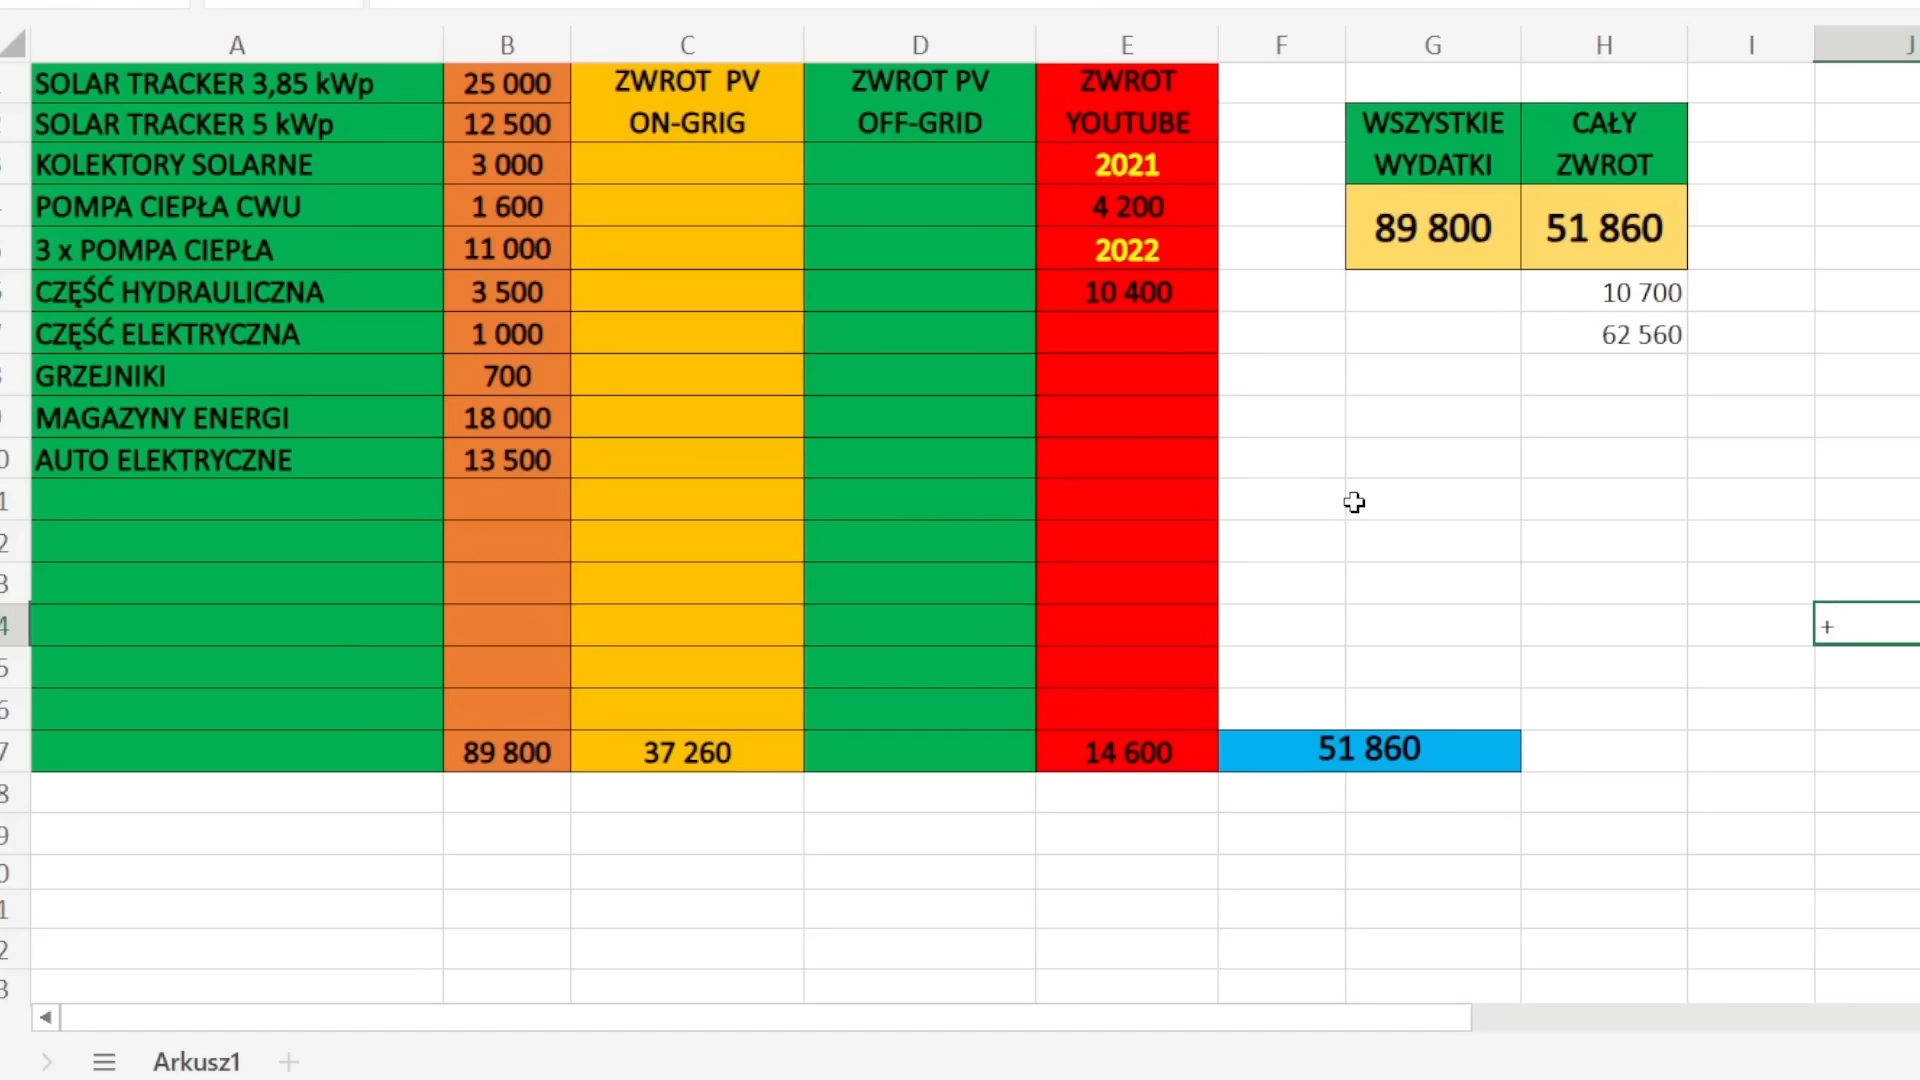 A B C D E F G H I J
SOLAR TRACKER 3,85 kWp 25 000 ZWROT PV ZWROT PV ZWROT
SOLAR TRACKER 5 kWp 12 500 ON-GRIG OFF-GRID YOUTUBE WSZYSTKIE CAŁY
KOLEKTORY SOLARNE 3 000 2021 WYDATKI ZWROT
POMPA CIEPŁA CWU 1 600 4 200
89 800 51 860
3 x POMPA CIEPŁA 11 000 2022
CZĘŚĆ HYDRAULICZNA 3 500 10 400 10 700
CZĘŚĆ ELEKTRYCZNA 1 000 62 560
GRZEJNIKI 700
MAGAZYNY ENERGI 18 000
AUTO ELEKTRYCZNE 13 500
+
89 800 37 260 14 600 51 860
Arkusz1